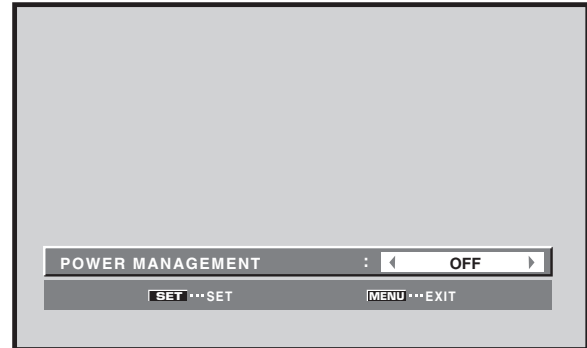 POWER MANAGEMENT : ◀ OFF ▶
SET ••• SET MENU ••• EXIT